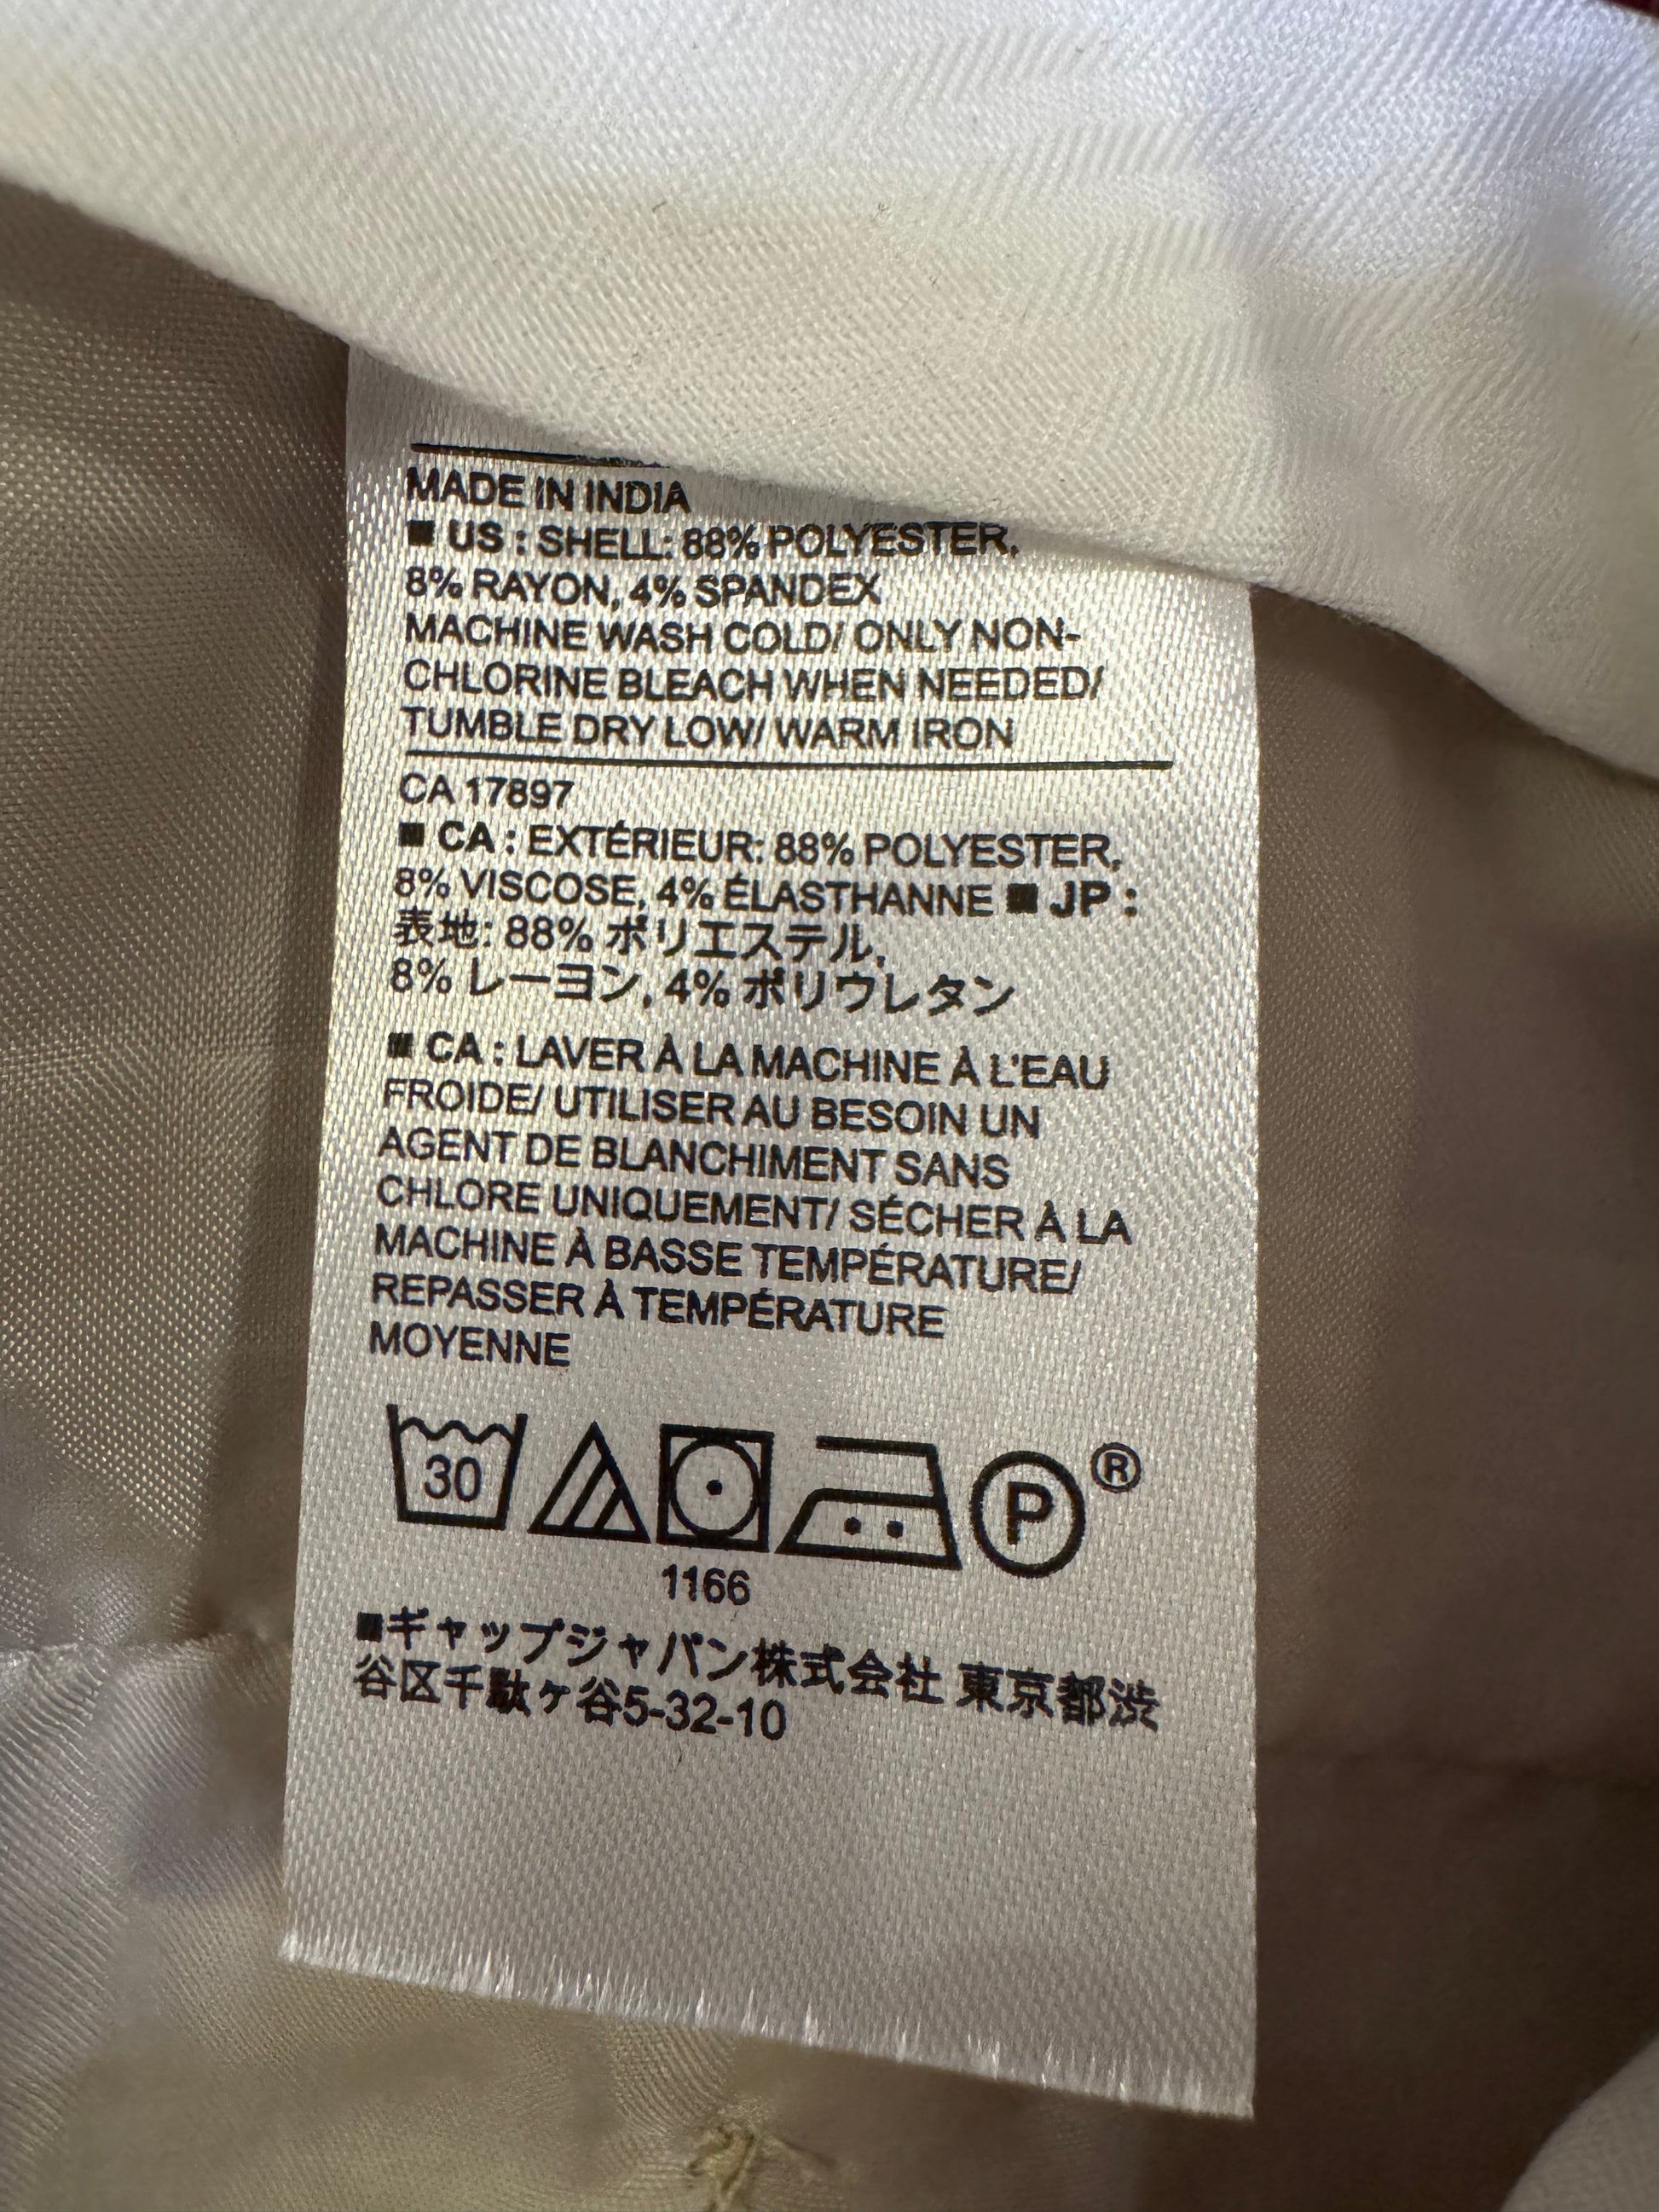 MADE IN INDIA
■ US : SHELL: 88% POLYESTER,
8% RAYON, 4% SPANDEX
MACHINE WASH COLD/ ONLY NON-
CHLORINE BLEACH WHEN NEEDED/
TUMBLE DRY LOW/ WARM IRON
CA 17897
■ CA : EXTÉRIEUR: 88% POLYESTER,
8% VISCOSE, 4% ÉLASTHANNE ■ JP :
表地: 88% ポリエステル,
8% レーヨン, 4% ポリウレタン
■ CA : LAVER À LA MACHINE À L'EAU
FROIDE/ UTILISER AU BESOIN UN
AGENT DE BLANCHIMENT SANS
CHLORE UNIQUEMENT/ SÉCHER À LA
MACHINE À BASSE TEMPÉRATURE/
REPASSER À TEMPÉRATURE
MOYENNE
30 P ®
1166
■ギャップジャパン株式会社 東京都渋
谷区千駄ヶ谷5-32-10